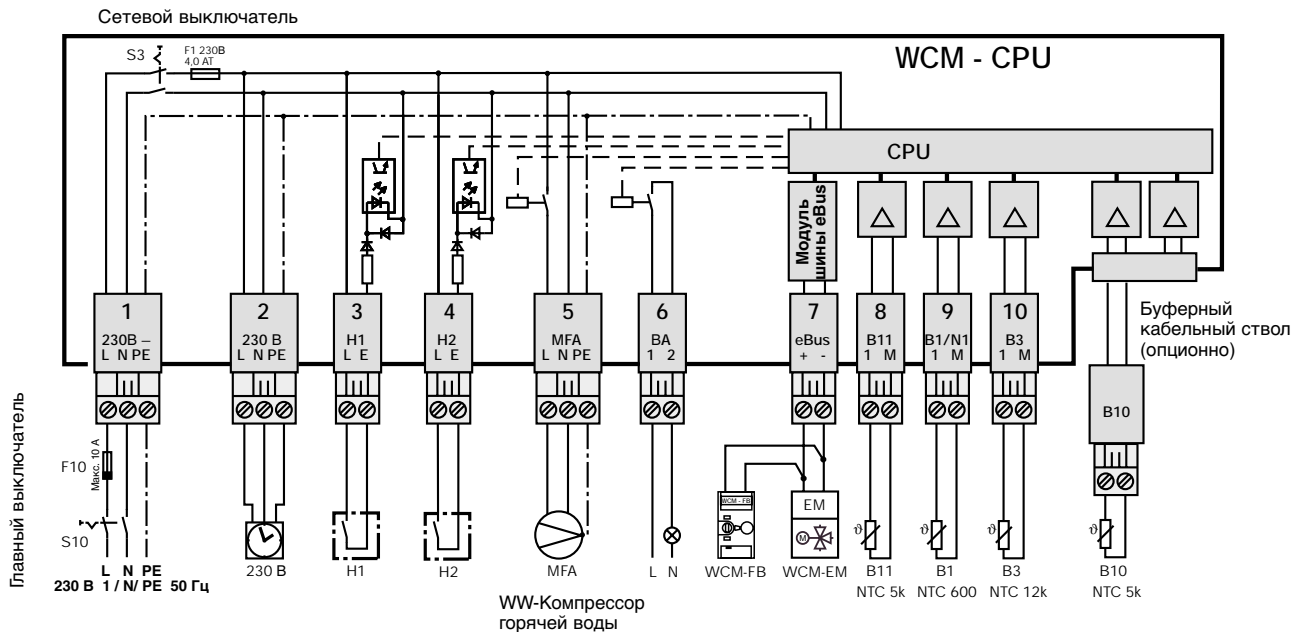 Сетевой выключатель
S3
F1 230В
4,0 АТ
WCM - CPU
CPU
Модуль
шины eBus
1
230В –
L N PE
2
230 В
L N PE
3
H1
L E
4
H2
L E
5
MFA
L N PE
6
BA
1 2
7
eBus
+ -
8
B11
1 M
9
B1/N1
1 M
10
B3
1 M
Буферный
кабельный ствол
(опционно)
B10
Главный выключатель
F10
Макс. 10 А
S10
L N PE
230 В 1 / N/ PE 50 Гц
230 В
H1
H2
MFA
WW-Компрессор
горячей воды
L N
WCM - FB
WCM-FB
EM
M
WCM-EM
ϑ
B11
NTC 5k
ϑ
B1
NTC 600
ϑ
B3
NTC 12k
ϑ
B10
NTC 5k